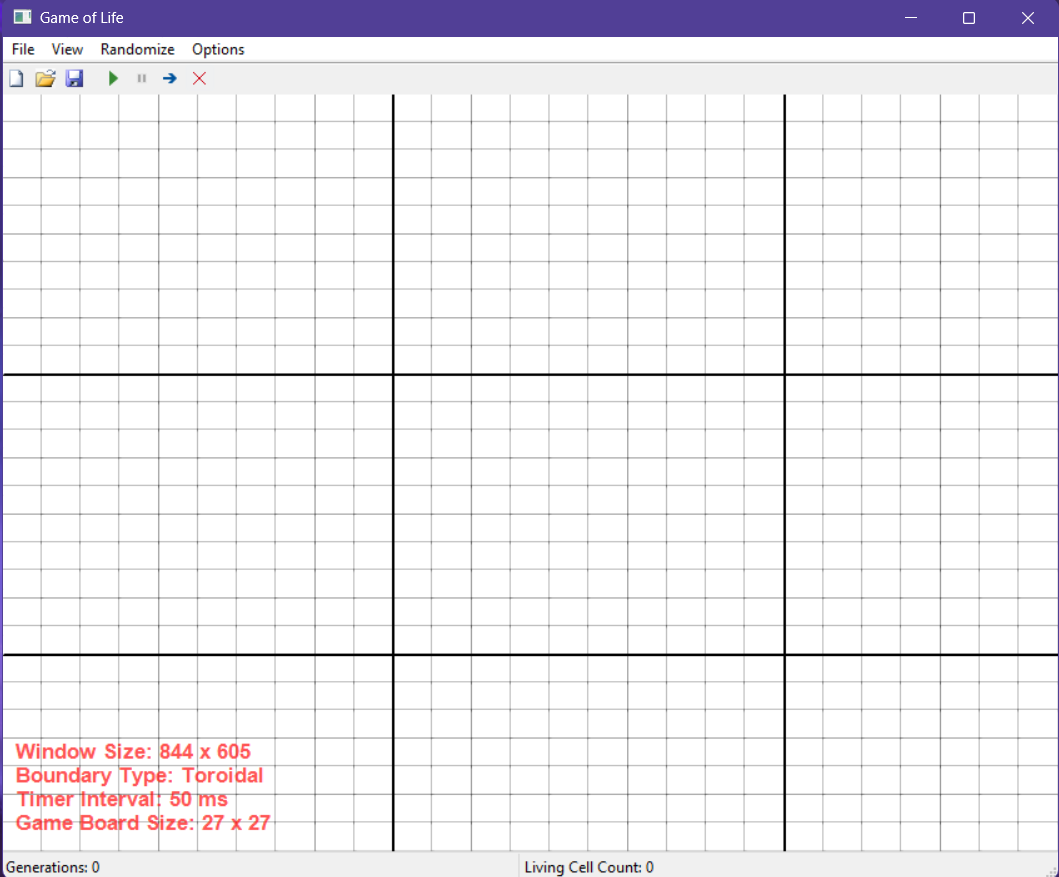 Game of Life
File View Randomize Options
Window Size: 844 x 605
Boundary Type: Toroidal
Timer Interval: 50 ms
Game Board Size: 27 x 27
Generations: 0 Living Cell Count: 0